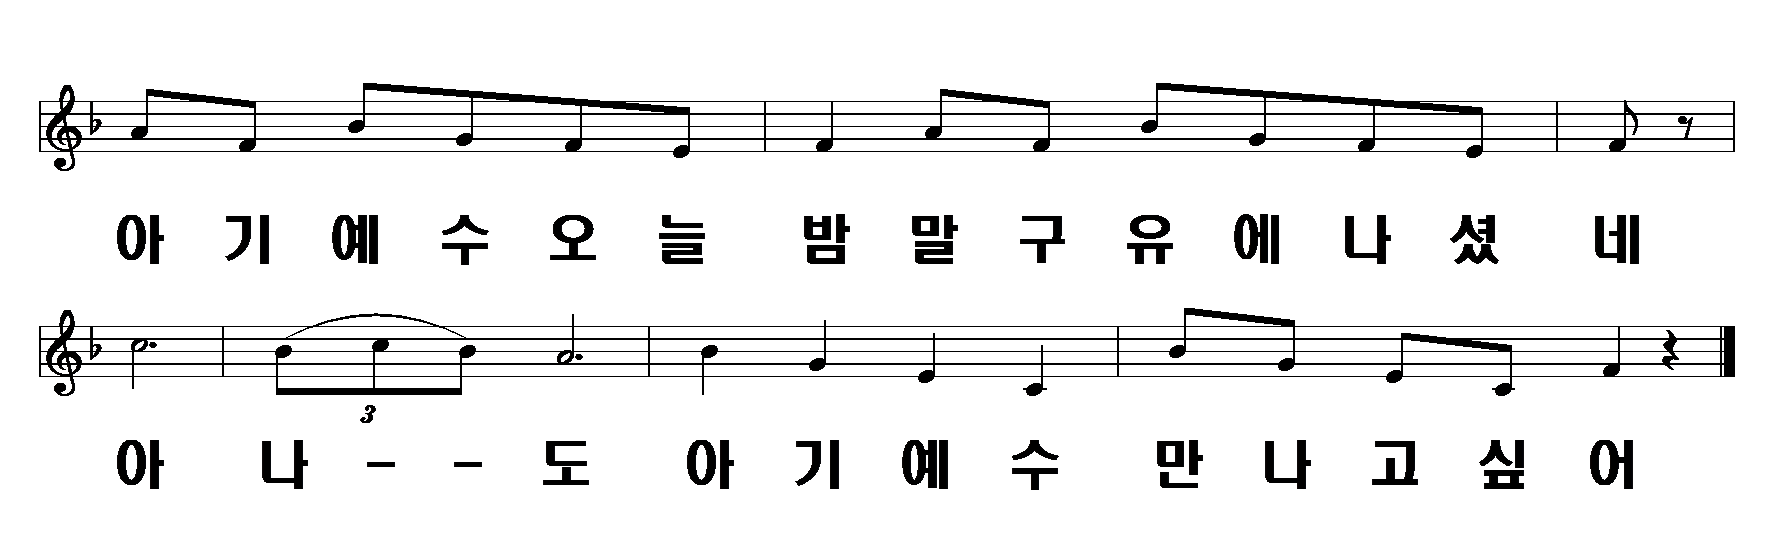 아 기 예 수 오 늘 밤 말 구 유 에 나 셨 네
3
아 나 - - 도 아 기 예 수 만 나 고 싶 어